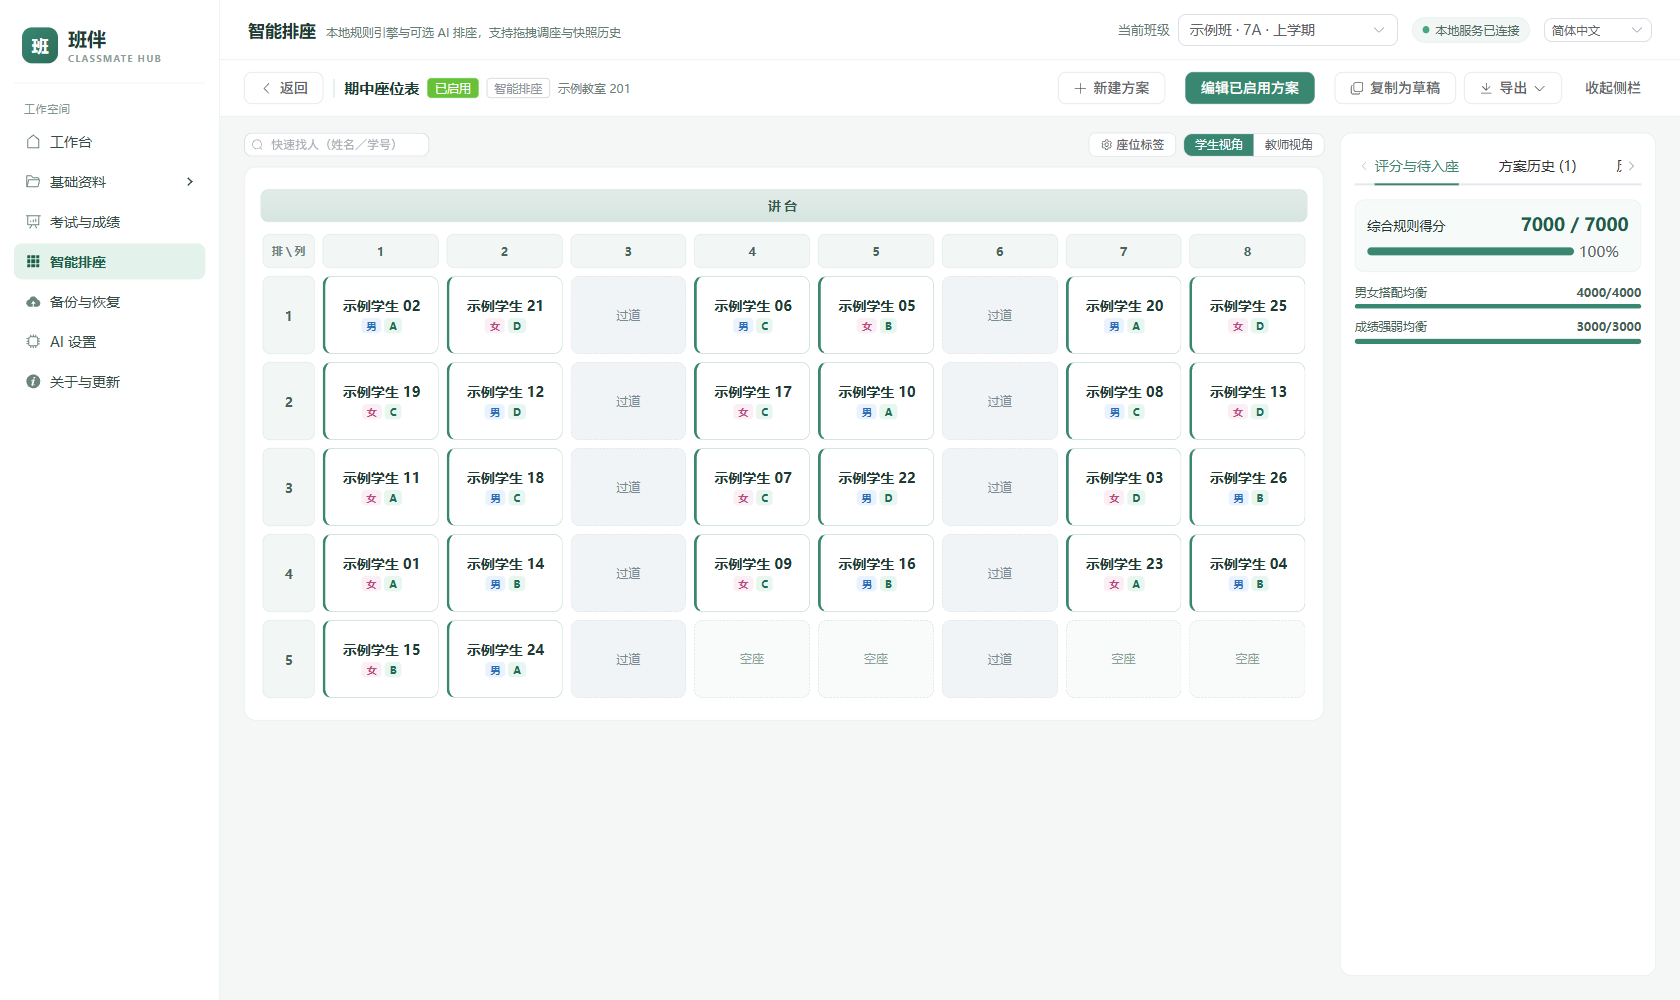 班
班伴
CLASSMATE HUB
工作空间
工作台
基础资料
考试与成绩
智能排座
备份与恢复
AI 设置
关于与更新
智能排座 本地规则引擎与可选 AI 排座，支持拖拽调座与快照历史
当前班级 示例班 · 7A · 上学期 本地服务已连接 简体中文
返回 期中座位表 已启用 智能排座 示例教室 201
新建方案 编辑已启用方案 复制为草稿 导出 收起侧栏
快速找人（姓名／学号）
座位标签 学生视角 教师视角
讲台
排 \ 列 1 2 3 4 5 6 7 8
1 示例学生 02 示例学生 21 过道 示例学生 06 示例学生 05 过道 示例学生 20 示例学生 25
男 A 女 D 男 C 女 B 男 A 女 D
2 示例学生 19 示例学生 12 过道 示例学生 17 示例学生 10 过道 示例学生 08 示例学生 13
女 C 男 D 女 C 男 A 男 C 女 D
3 示例学生 11 示例学生 18 过道 示例学生 07 示例学生 22 过道 示例学生 03 示例学生 26
女 A 男 C 女 C 男 D 女 D 男 B
4 示例学生 01 示例学生 14 过道 示例学生 09 示例学生 16 过道 示例学生 23 示例学生 04
女 A 男 B 女 C 男 B 女 A 男 B
5 示例学生 15 示例学生 24 过道 空座 空座 过道 空座 空座
女 B 男 A
评分与待入座 方案历史 (1)
综合规则得分 7000 / 7000
100%
男女搭配均衡 4000/4000
成绩强弱均衡 3000/3000